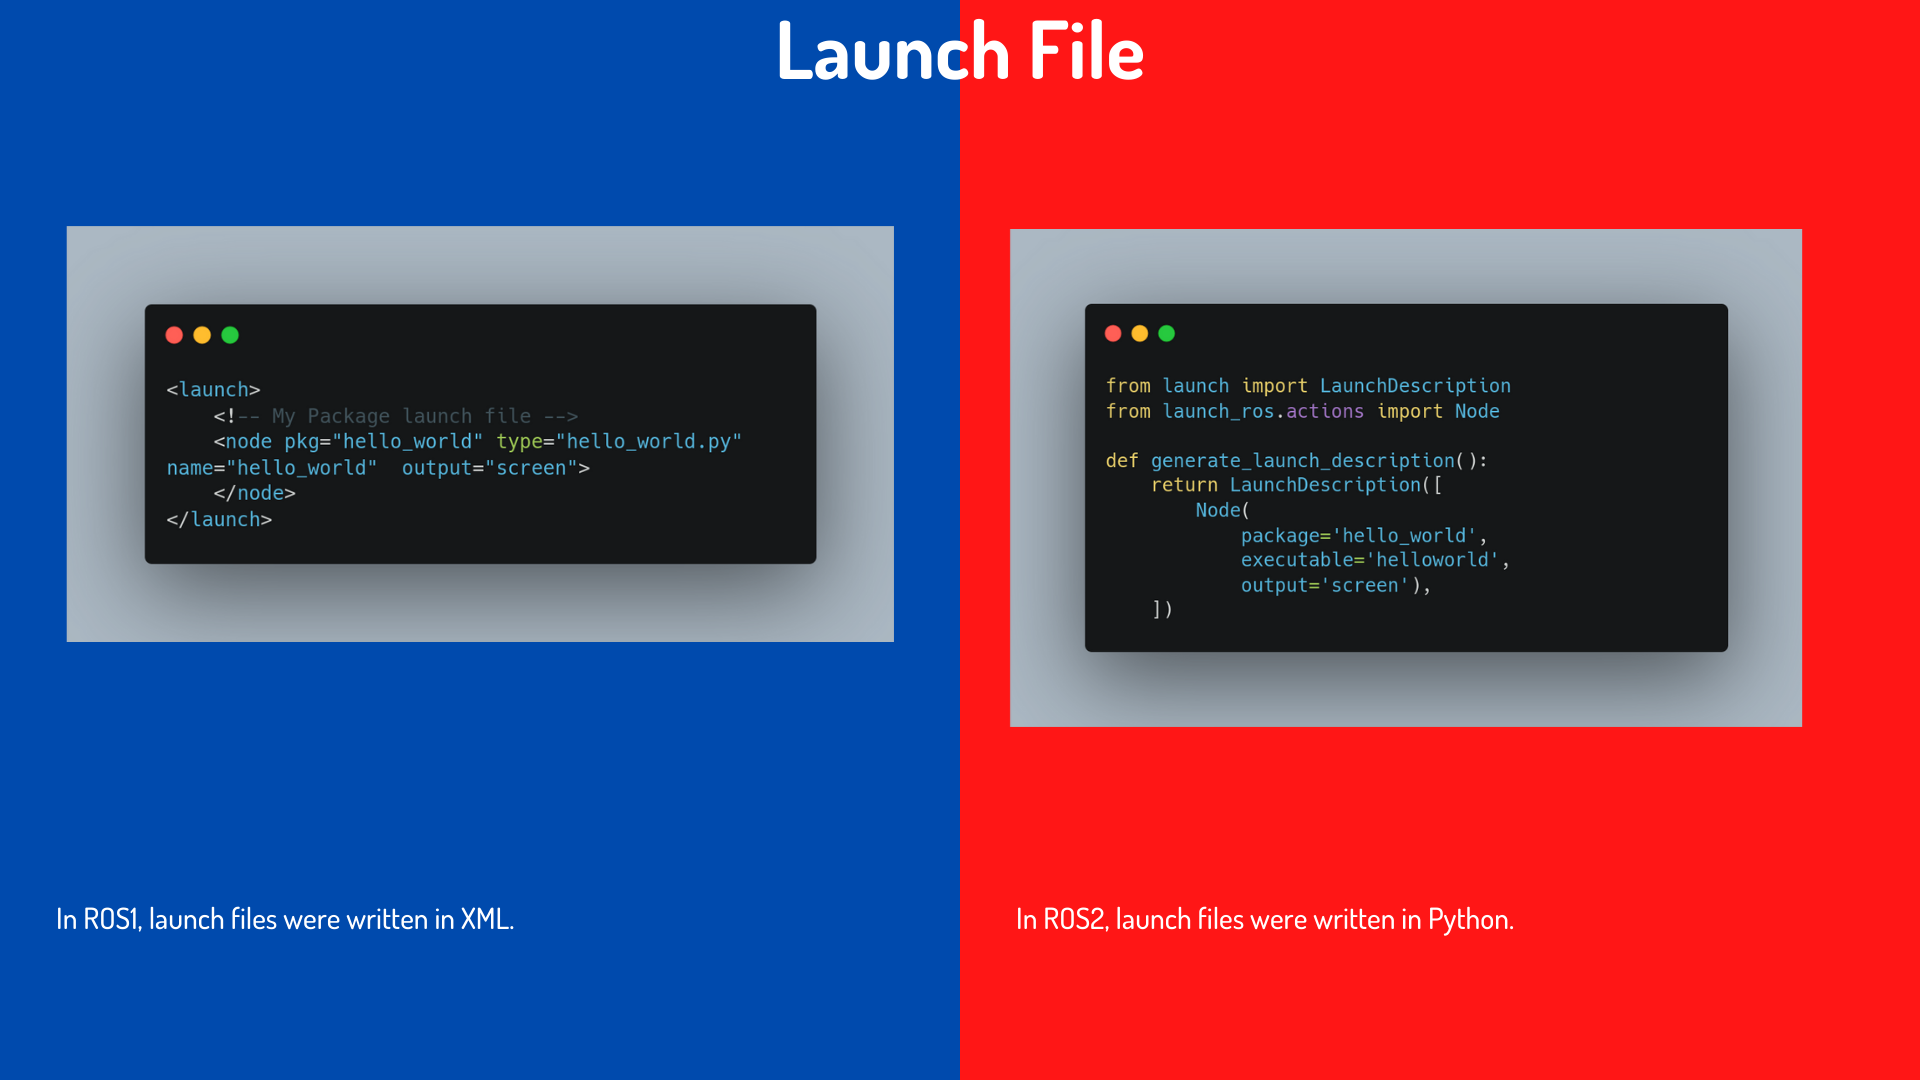 Launch File
<launch>
    <!-- My Package launch file -->
    <node pkg="hello_world" type="hello_world.py"
name="hello_world"  output="screen">
    </node>
</launch>
In ROS1, launch files were written in XML.
from launch import LaunchDescription
from launch_ros.actions import Node

def generate_launch_description():
    return LaunchDescription([
        Node(
            package='hello_world',
            executable='helloworld',
            output='screen'),
    ])
In ROS2, launch files were written in Python.